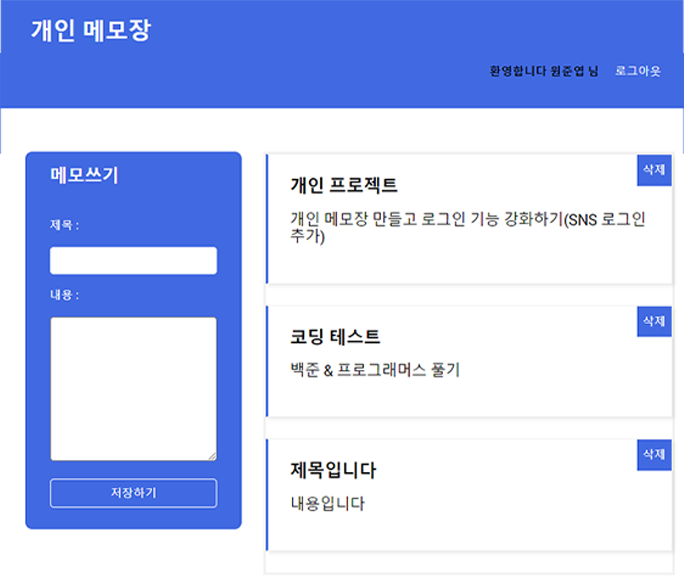 개인 메모장
환영합니다 원준엽 님 로그아웃
메모쓰기
제목 :
내용 :
저장하기
삭제
개인 프로젝트
개인 메모장 만들고 로그인 기능 강화하기(SNS 로그인
추가)
삭제
코딩 테스트
백준 & 프로그래머스 풀기
삭제
제목입니다
내용입니다